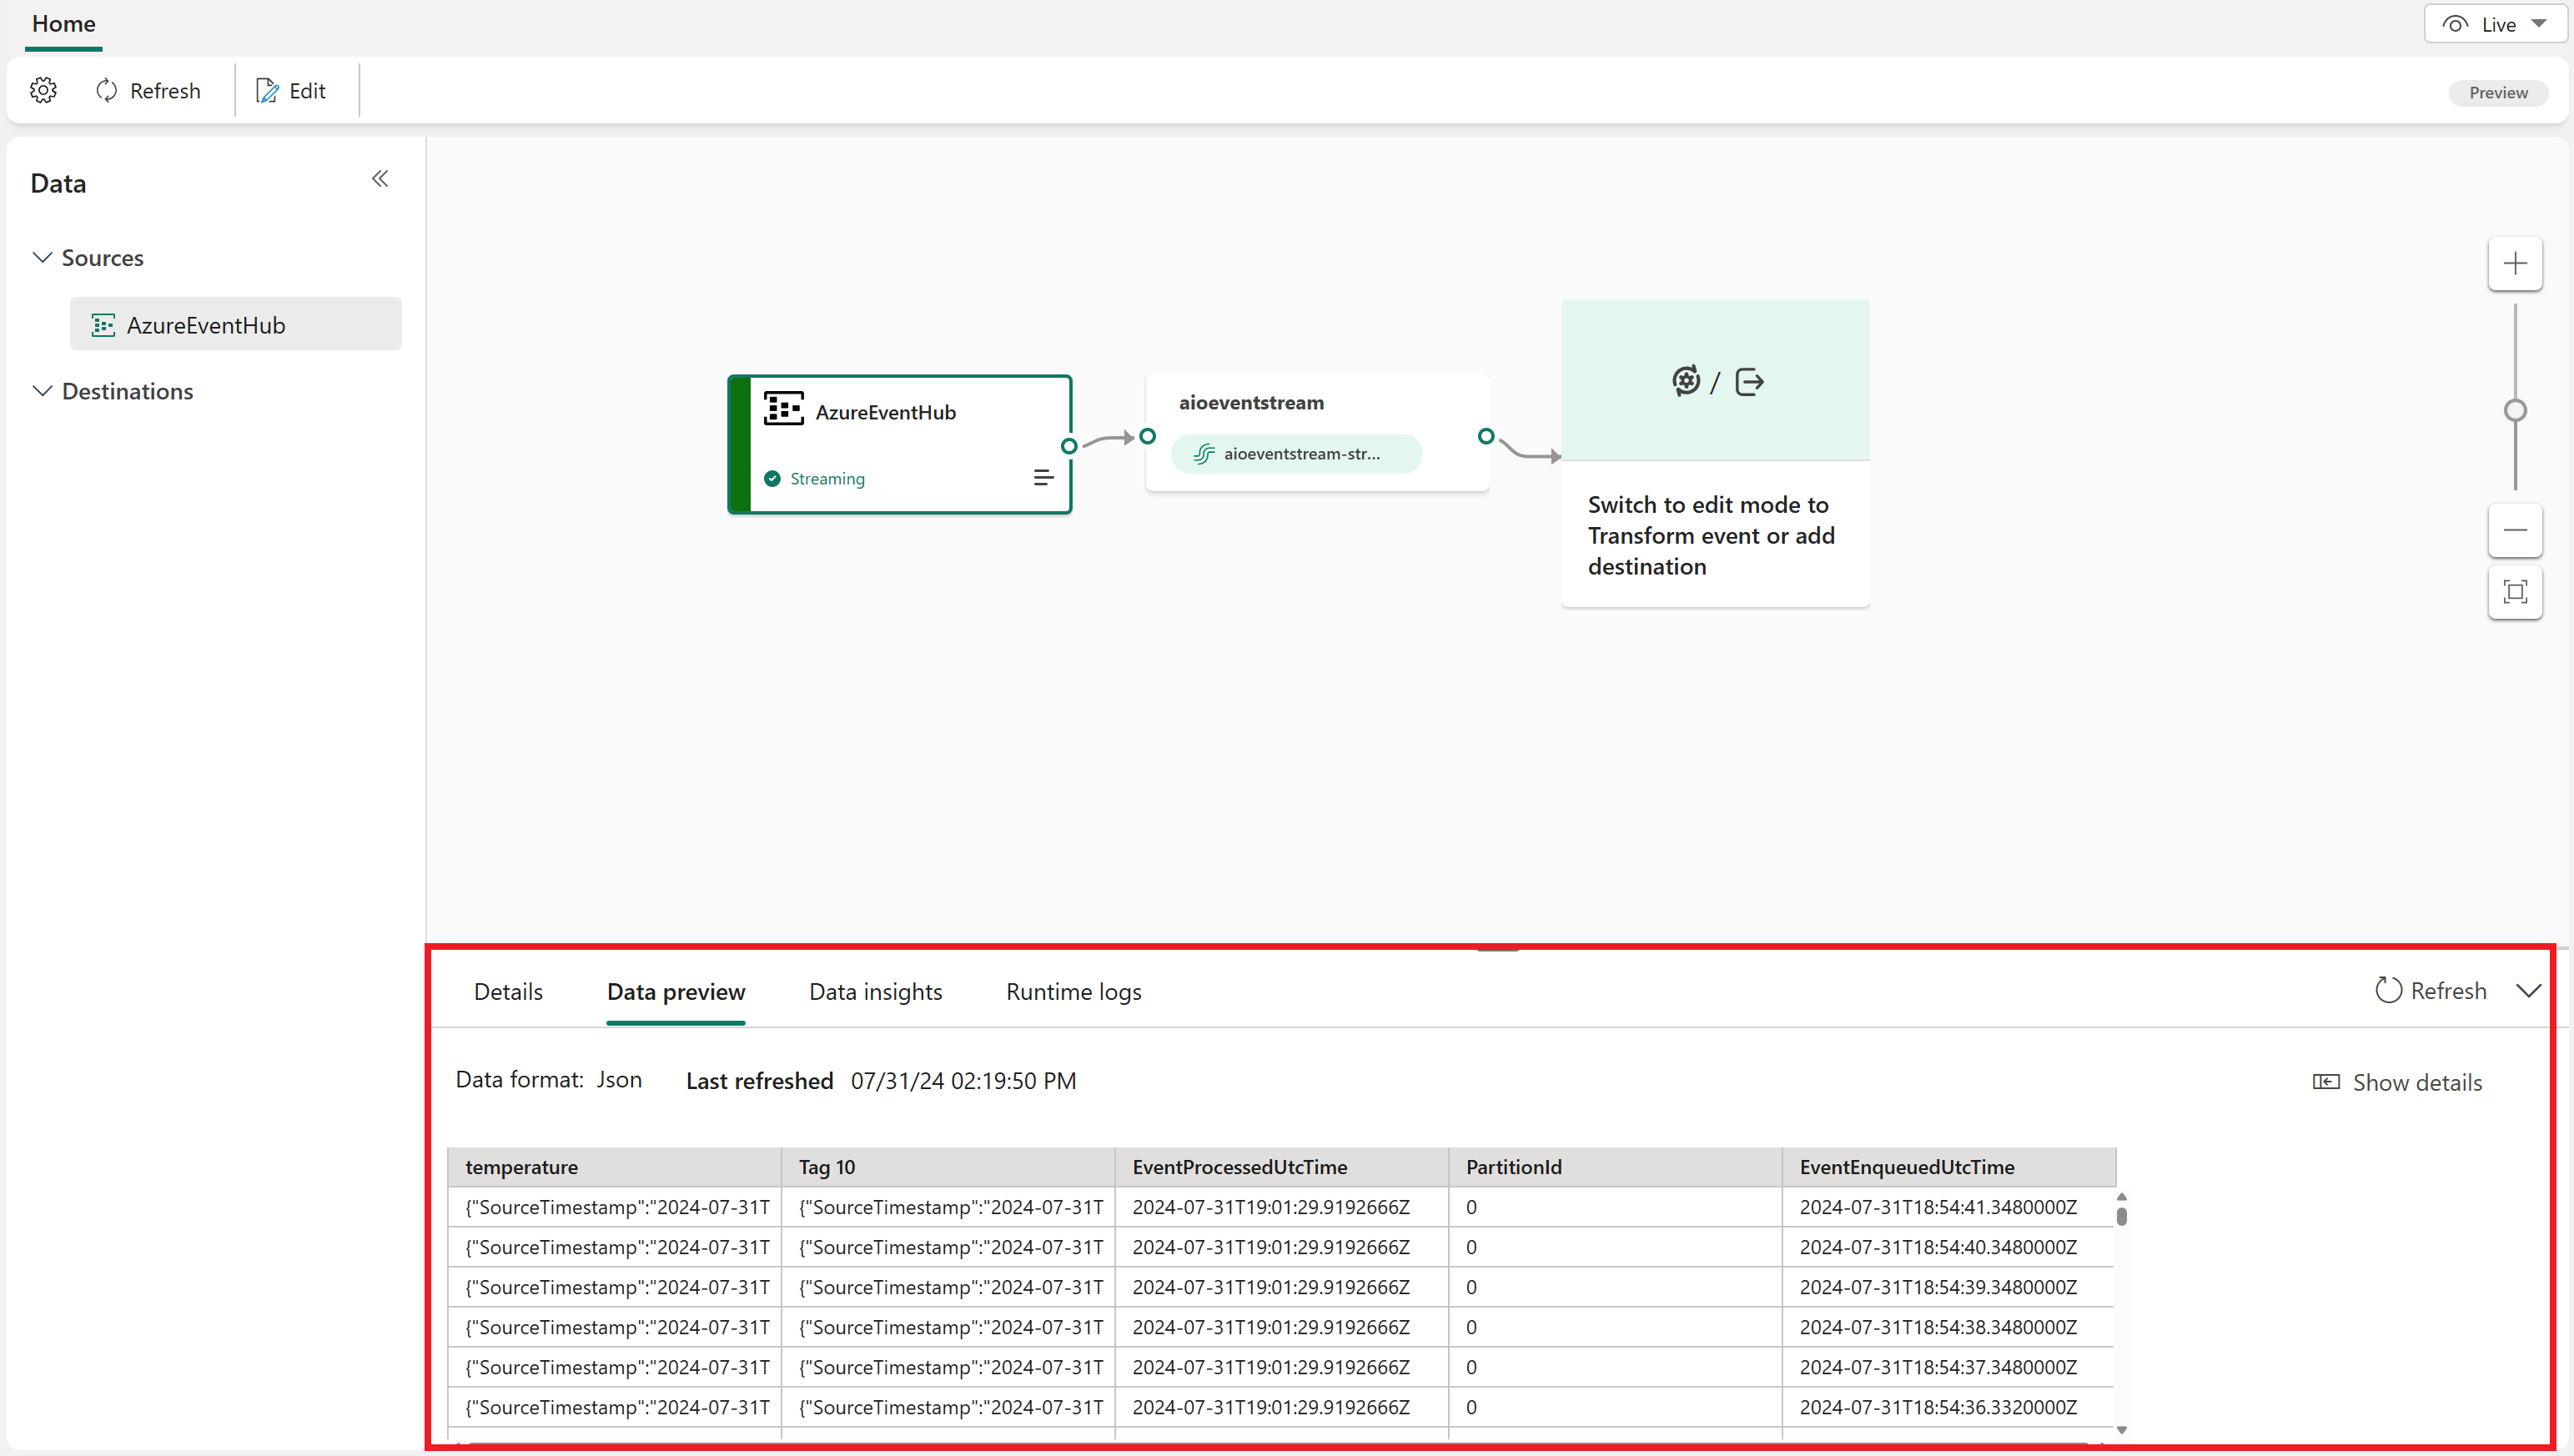 Home
Live
Refresh
Edit
Preview
Data
Sources
AzureEventHub
Destinations
AzureEventHub
Streaming
aioeventstream
aioeventstream-str...
/
Switch to edit mode to
Transform event or add
destination
Details Data preview Data insights Runtime logs Refresh
Data format: Json Last refreshed 07/31/24 02:19:50 PM Show details
temperature Tag 10 EventProcessedUtcTime PartitionId EventEnqueuedUtcTime
{"SourceTimestamp":"2024-07-31T {"SourceTimestamp":"2024-07-31T 2024-07-31T19:01:29.9192666Z 0 2024-07-31T18:54:41.3480000Z
{"SourceTimestamp":"2024-07-31T {"SourceTimestamp":"2024-07-31T 2024-07-31T19:01:29.9192666Z 0 2024-07-31T18:54:40.3480000Z
{"SourceTimestamp":"2024-07-31T {"SourceTimestamp":"2024-07-31T 2024-07-31T19:01:29.9192666Z 0 2024-07-31T18:54:39.3480000Z
{"SourceTimestamp":"2024-07-31T {"SourceTimestamp":"2024-07-31T 2024-07-31T19:01:29.9192666Z 0 2024-07-31T18:54:38.3480000Z
{"SourceTimestamp":"2024-07-31T {"SourceTimestamp":"2024-07-31T 2024-07-31T19:01:29.9192666Z 0 2024-07-31T18:54:37.3480000Z
{"SourceTimestamp":"2024-07-31T {"SourceTimestamp":"2024-07-31T 2024-07-31T19:01:29.9192666Z 0 2024-07-31T18:54:36.3320000Z